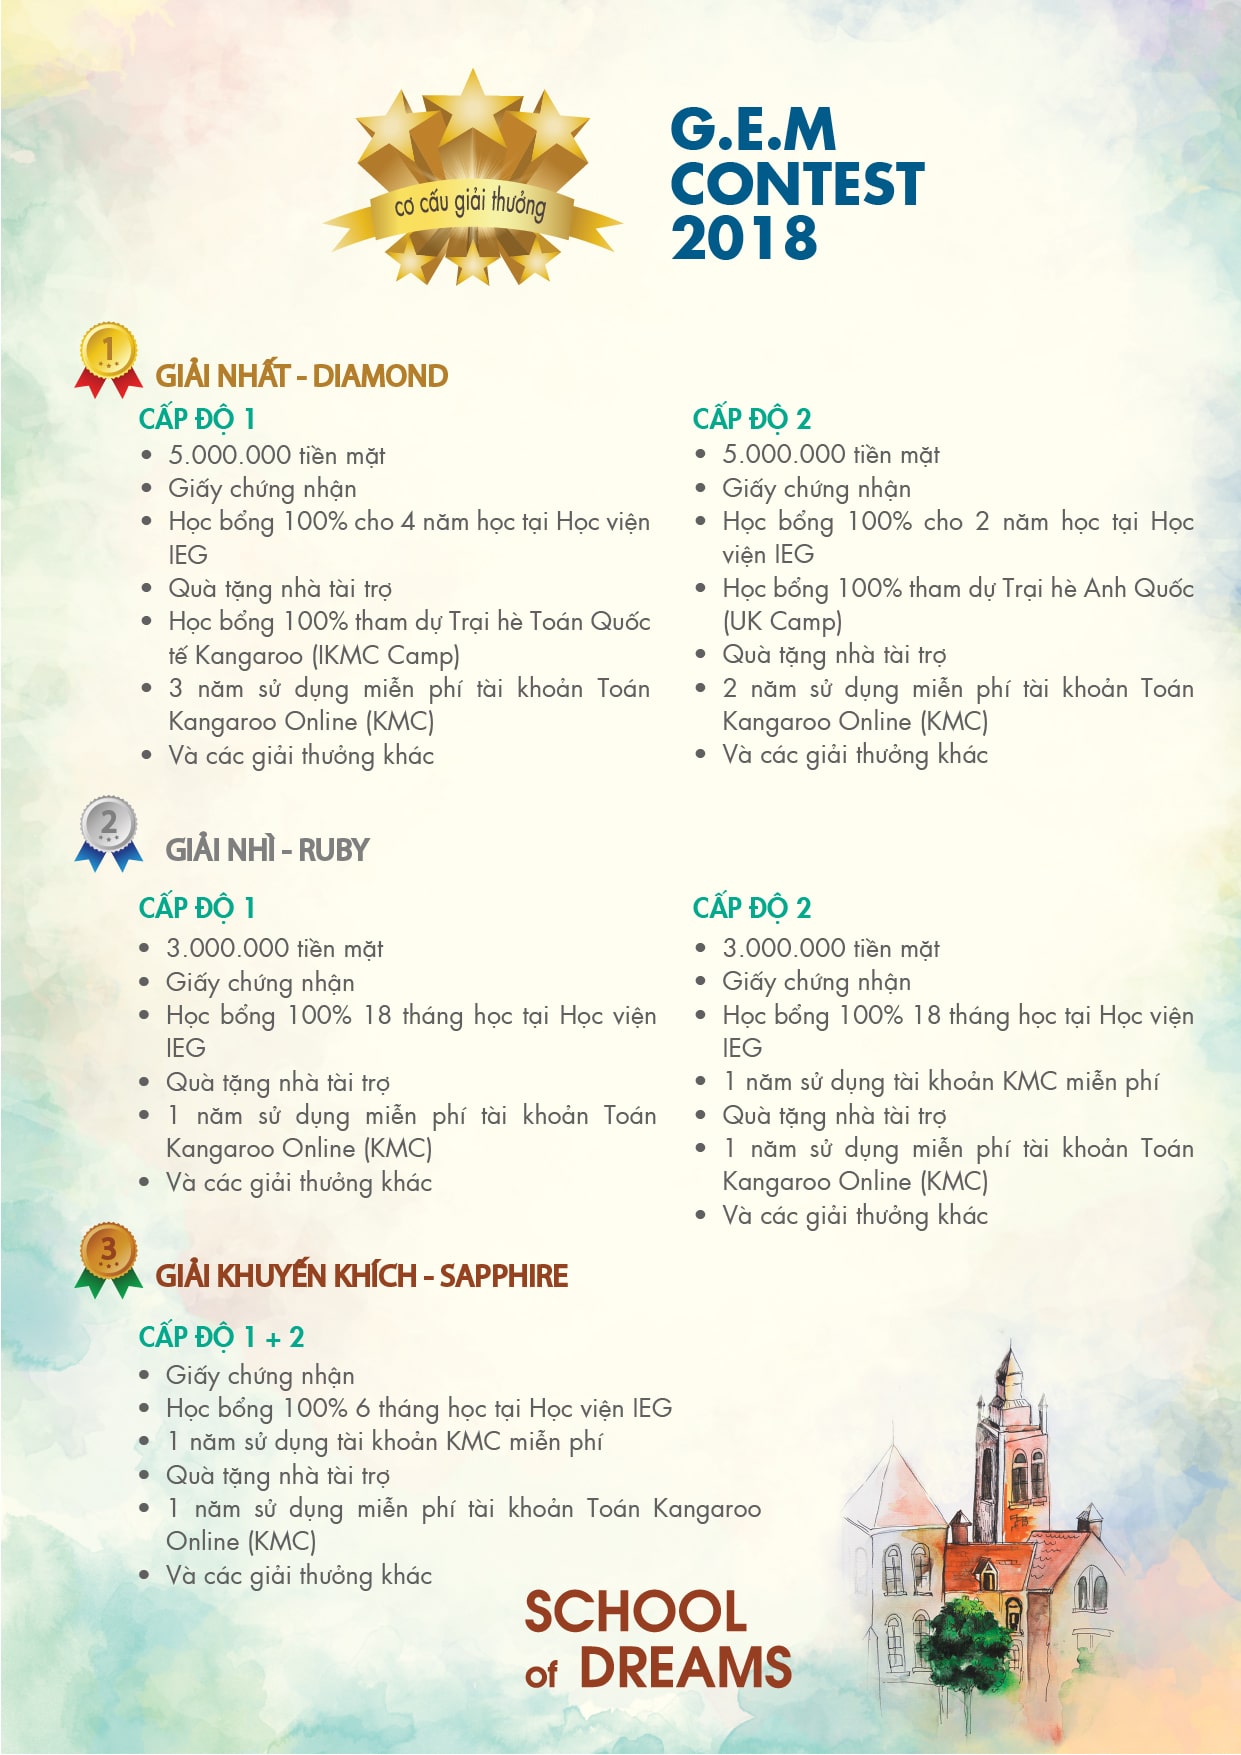 cơ cấu giải thưởng
G.E.M
CONTEST
2018
1
GIẢI NHẤT - DIAMOND
CẤP ĐỘ 1
• 5.000.000 tiền mặt
• Giấy chứng nhận
• Học bổng 100% cho 4 năm học tại Học viện
IEG
• Quà tặng nhà tài trợ
• Học bổng 100% tham dự Trại hè Toán Quốc
tế Kangaroo (IKMC Camp)
• 3 năm sử dụng miễn phí tài khoản Toán
Kangaroo Online (KMC)
• Và các giải thưởng khác
CẤP ĐỘ 2
• 5.000.000 tiền mặt
• Giấy chứng nhận
• Học bổng 100% cho 2 năm học tại Học
viện IEG
• Học bổng 100% tham dự Trại hè Anh Quốc
(UK Camp)
• Quà tặng nhà tài trợ
• 2 năm sử dụng miễn phí tài khoản Toán
Kangaroo Online (KMC)
• Và các giải thưởng khác
2
GIẢI NHÌ - RUBY
CẤP ĐỘ 1
• 3.000.000 tiền mặt
• Giấy chứng nhận
• Học bổng 100% 18 tháng học tại Học viện
IEG
• Quà tặng nhà tài trợ
• 1 năm sử dụng miễn phí tài khoản Toán
Kangaroo Online (KMC)
• Và các giải thưởng khác
CẤP ĐỘ 2
• 3.000.000 tiền mặt
• Giấy chứng nhận
• Học bổng 100% 18 tháng học tại Học viện
IEG
• 1 năm sử dụng tài khoản KMC miễn phí
• Quà tặng nhà tài trợ
• 1 năm sử dụng miễn phí tài khoản Toán
Kangaroo Online (KMC)
• Và các giải thưởng khác
3
GIẢI KHUYẾN KHÍCH - SAPPHIRE
CẤP ĐỘ 1 + 2
• Giấy chứng nhận
• Học bổng 100% 6 tháng học tại Học viện IEG
• 1 năm sử dụng tài khoản KMC miễn phí
• Quà tặng nhà tài trợ
• 1 năm sử dụng miễn phí tài khoản Toán Kangaroo
Online (KMC)
• Và các giải thưởng khác
SCHOOL
of DREAMS